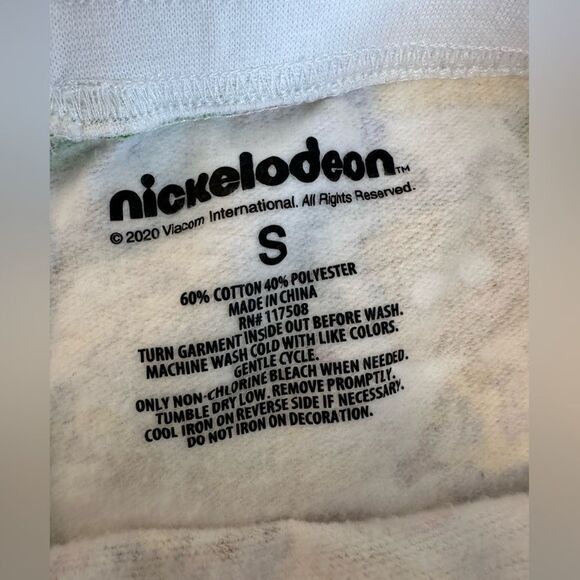 nickelodeon™
© 2020 Viacom International. All Rights Reserved.
S
60% COTTON 40% POLYESTER
MADE IN CHINA
RN# 117508
TURN GARMENT INSIDE OUT BEFORE WASH.
MACHINE WASH COLD WITH LIKE COLORS.
GENTLE CYCLE.
ONLY NON-CHLORINE BLEACH WHEN NEEDED.
TUMBLE DRY LOW. REMOVE PROMPTLY.
COOL IRON ON REVERSE SIDE IF NECESSARY.
DO NOT IRON ON DECORATION.